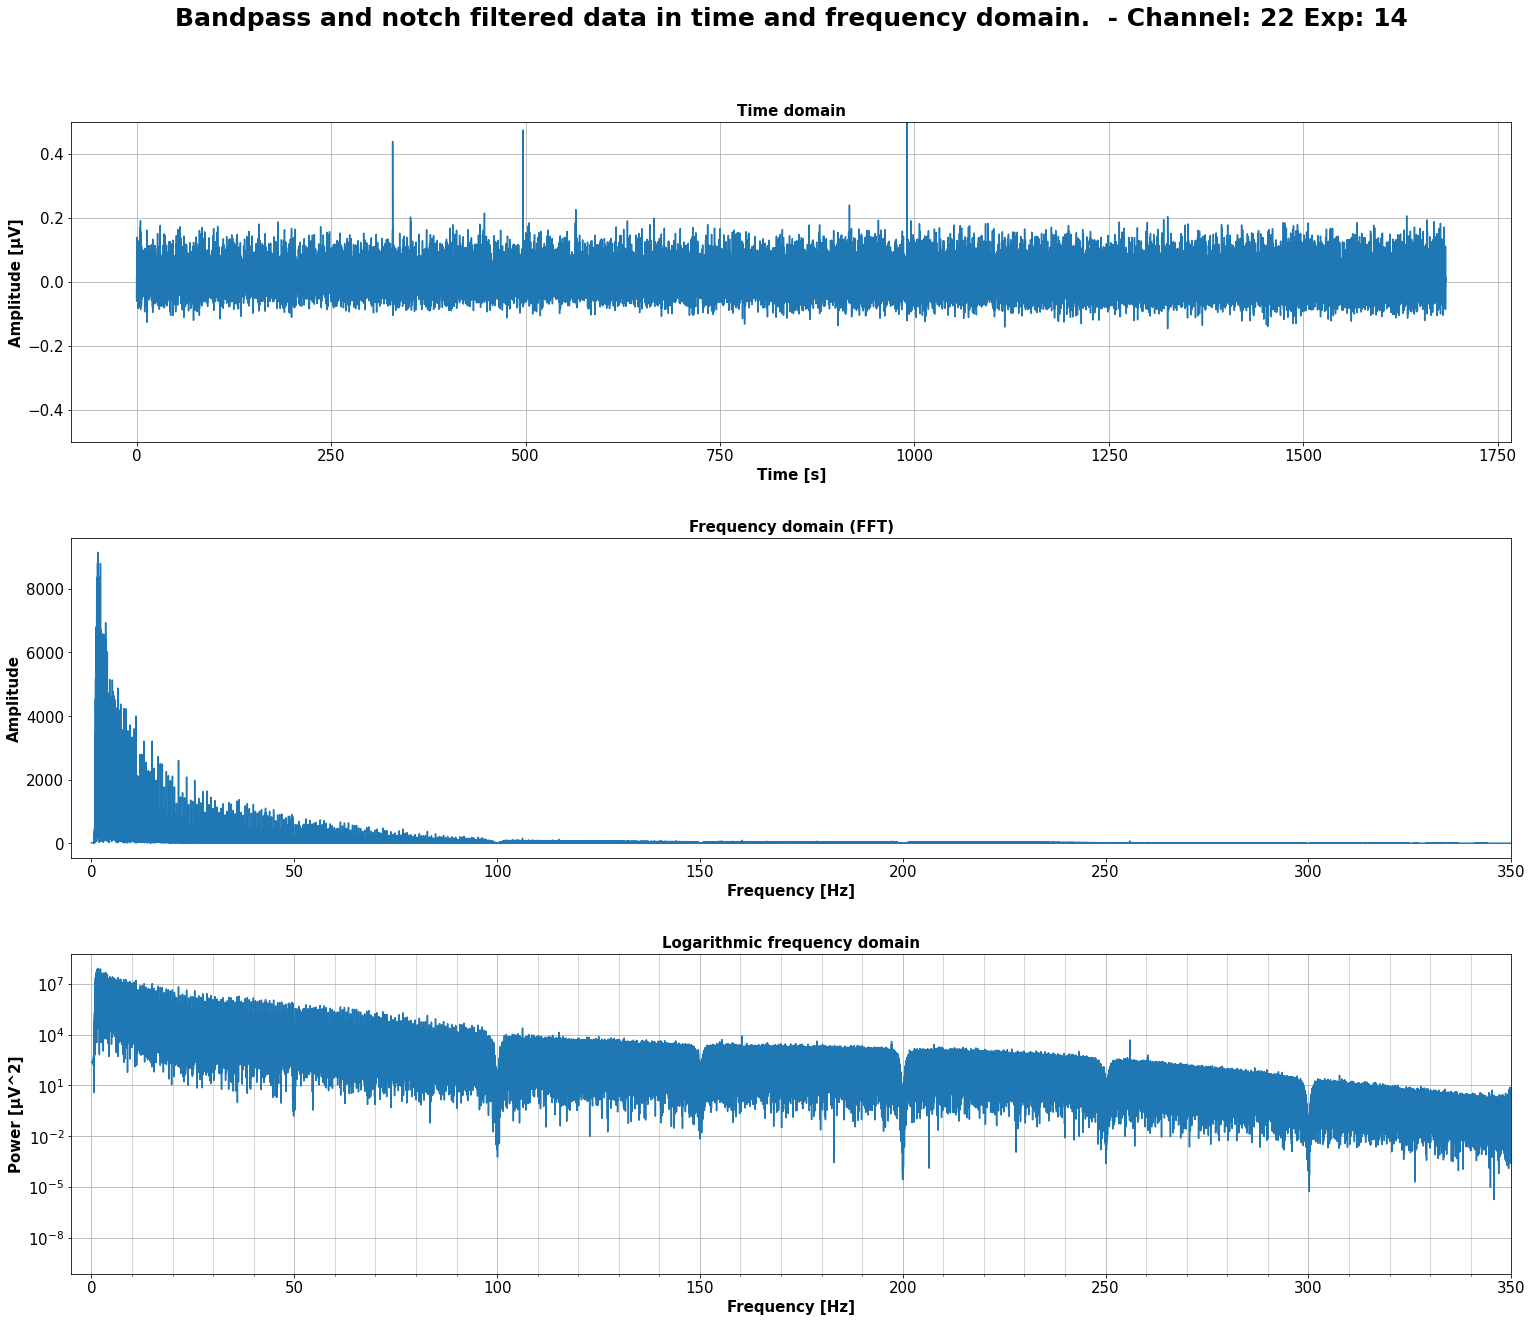 Bandpass and notch filtered data in time and frequency domain.  - Channel: 22 Exp: 14
Time domain
Amplitude [µV]
0.4
0.2
0.0
−0.2
−0.4
0 250 500 750 1000 1250 1500 1750
Time [s]
Frequency domain (FFT)
Amplitude
8000
6000
4000
2000
0
0 50 100 150 200 250 300 350
Frequency [Hz]
Logarithmic frequency domain
Power [µV^2]
10^7
10^4
10^1
10^−2
10^−5
10^−8
0 50 100 150 200 250 300 350
Frequency [Hz]